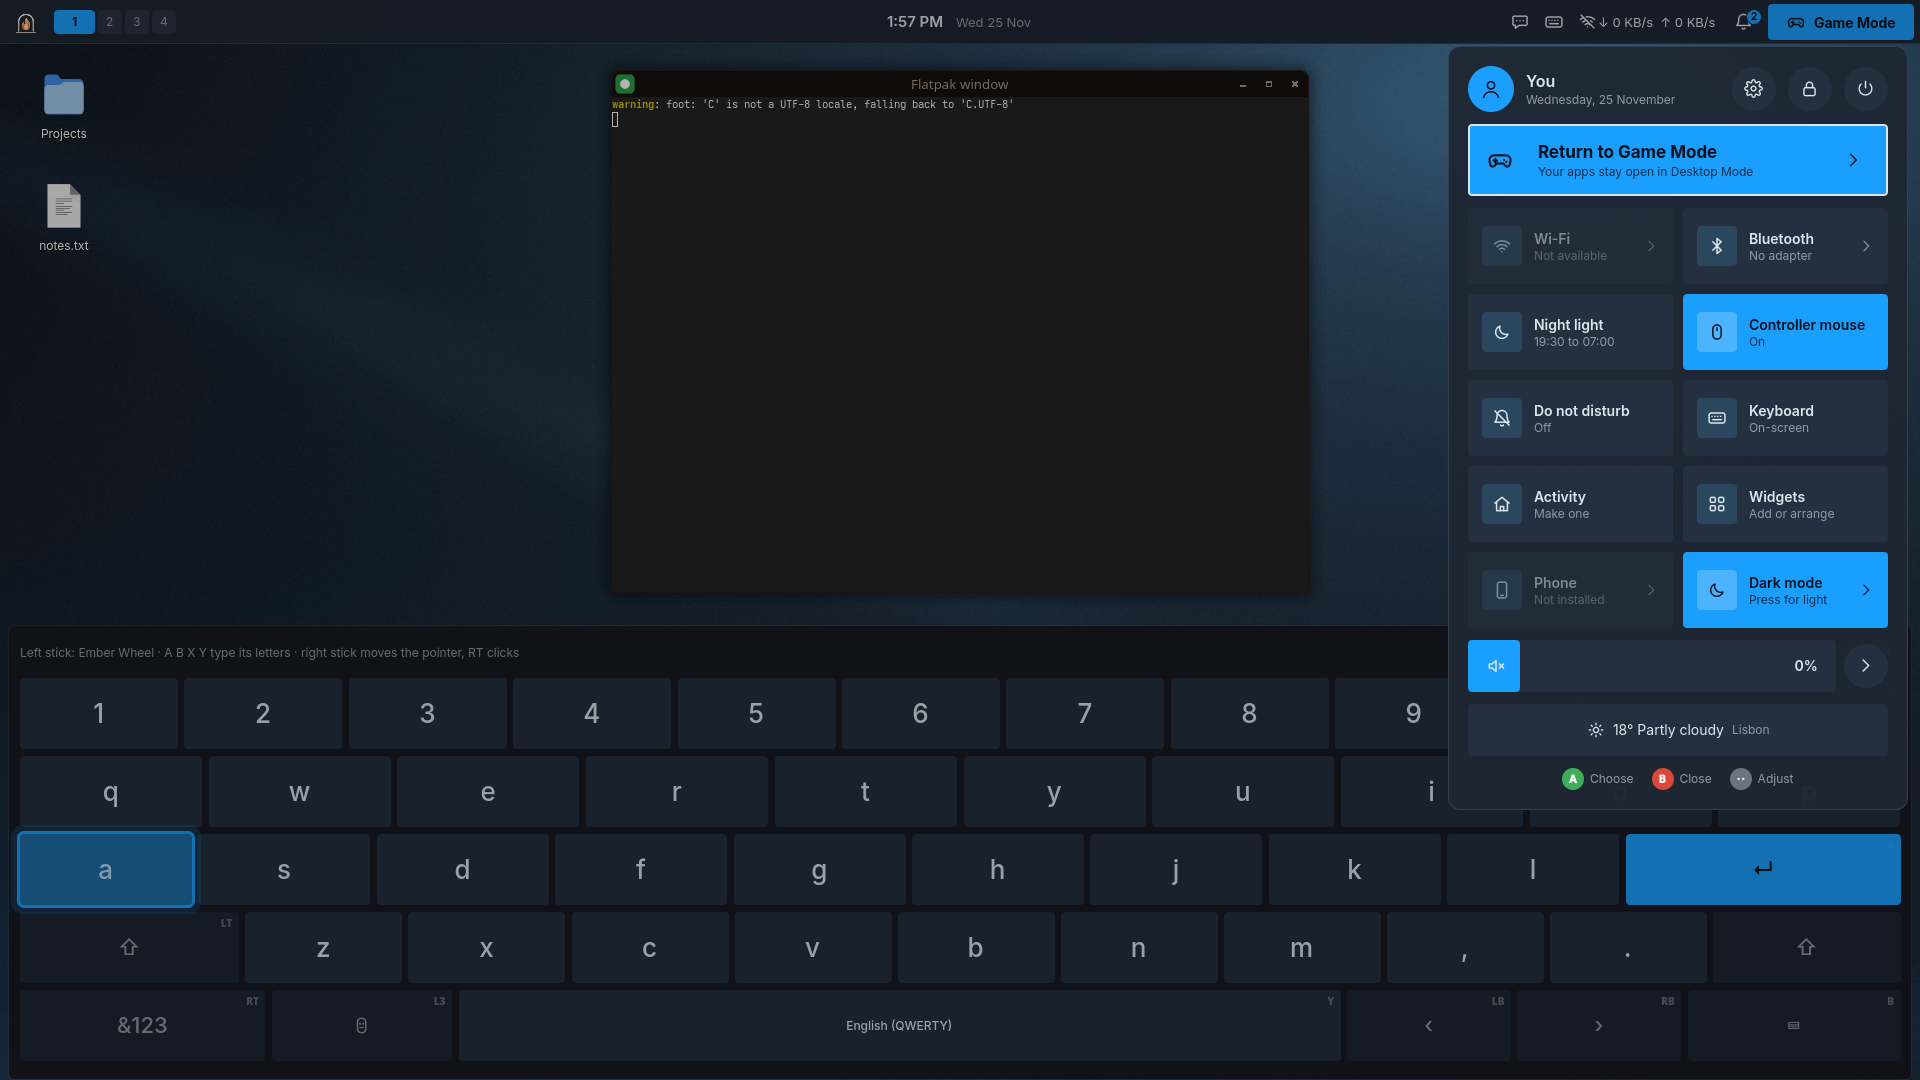 1 2 3 4
1:57 PM Wed 25 Nov
0 KB/s 0 KB/s
2
Game Mode
Projects
notes.txt
Flatpak window
warning: foot: 'C' is not a UTF-8 locale, falling back to 'C.UTF-8'
You
Wednesday, 25 November
Return to Game Mode
Your apps stay open in Desktop Mode
Wi-Fi
Not available
Bluetooth
No adapter
Night light
19:30 to 07:00
Controller mouse
On
Do not disturb
Off
Keyboard
On-screen
Activity
Make one
Widgets
Add or arrange
Phone
Not installed
Dark mode
Press for light
0%
18° Partly cloudy Lisbon
A Choose B Close Adjust
Left stick: Ember Wheel · A B X Y type its letters · right stick moves the pointer, RT clicks
1 2 3 4 5 6 7 8 9
q w e r t y u i o p
a s d f g h j k l
LT z x c v b n m , .
&123 RT L3 English (QWERTY) Y ‹ LB › RB B